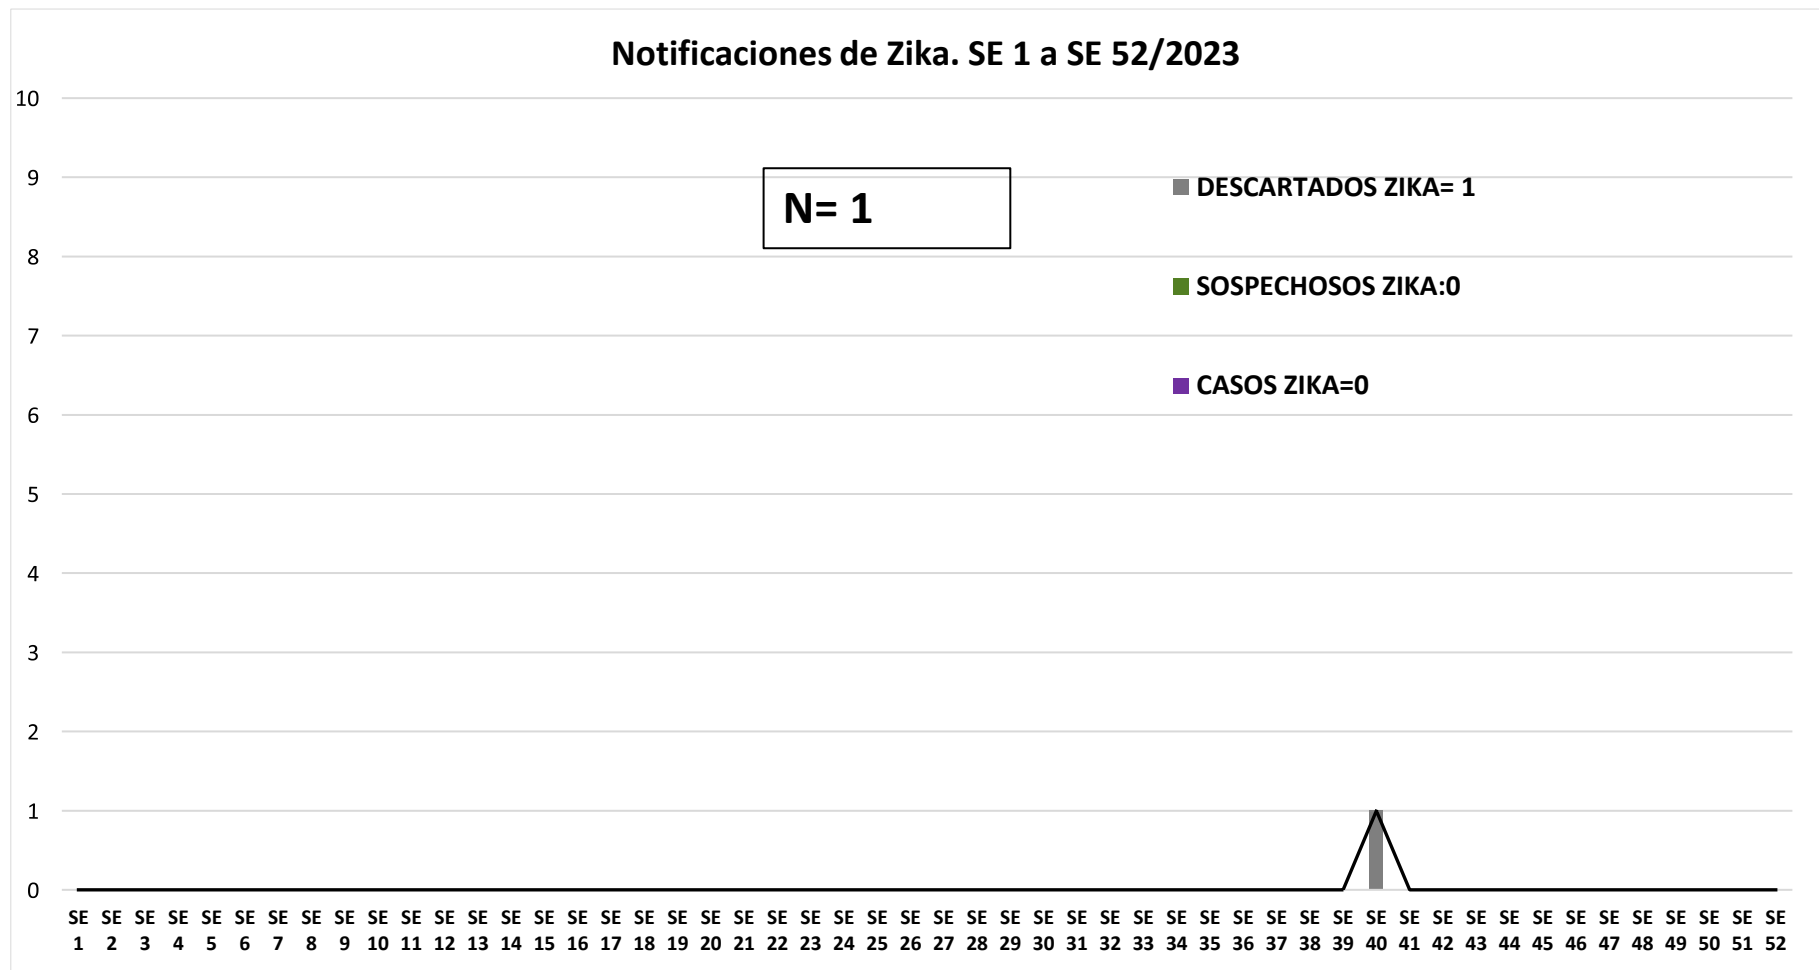 Notificaciones de Zika. SE 1 a SE 52/2023
10
9
8
7
6
5
4
3
2
1
0
N= 1
DESCARTADOS ZIKA= 1
SOSPECHOSOS ZIKA:0
CASOS ZIKA=0
SE SE SE SE SE SE SE SE SE SE SE SE SE SE SE SE SE SE SE SE SE SE SE SE SE SE SE SE SE SE SE SE SE SE SE SE SE SE SE SE SE SE SE SE SE SE SE SE SE SE SE SE
1 2 3 4 5 6 7 8 9 10 11 12 13 14 15 16 17 18 19 20 21 22 23 24 25 26 27 28 29 30 31 32 33 34 35 36 37 38 39 40 41 42 43 44 45 46 47 48 49 50 51 52